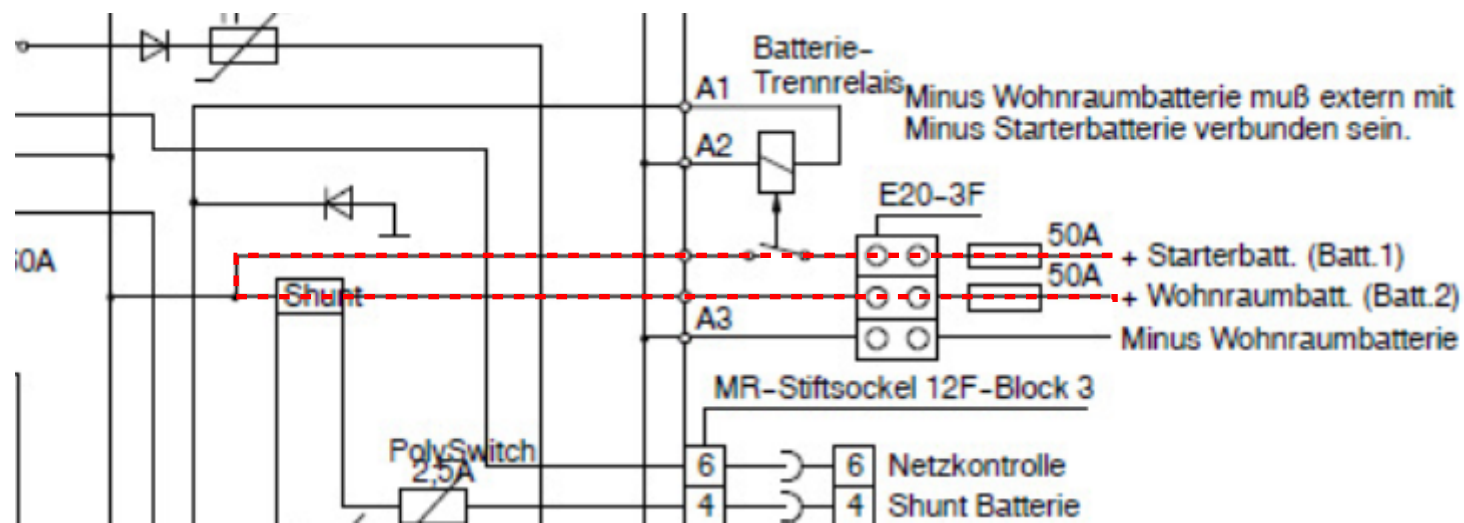 Batterie-
Trennrelais
A1
Minus Wohnraumbatterie muß extern mit
Minus Starterbatterie verbunden sein.
A2
E20-3F
50A
+ Starterbatt. (Batt.1)
0A
50A
Shunt
+ Wohnraumbatt. (Batt.2)
A3
Minus Wohnraumbatterie
MR-Stiftsockel 12F-Block 3
PolySwitch
2,5A
6
6
Netzkontrolle
4
4
Shunt Batterie